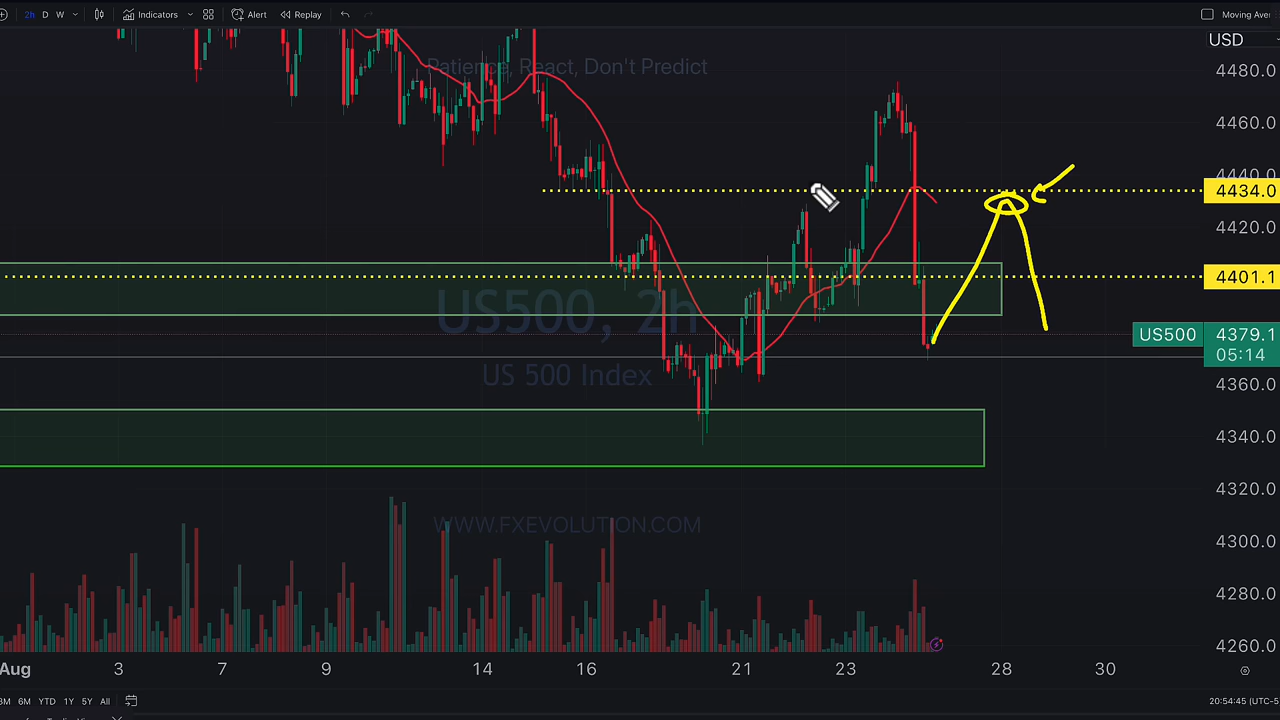 2h D W Indicators Alert Replay Moving Aver
USD
Patience, React, Don't Predict
4480.0
4460.0
4440.0
4434.0
4420.0
4401.1
US500, 2h
US500 4379.1
05:14
US 500 Index
4360.0
4340.0
4320.0
WWW.FXEVOLUTION.COM
4300.0
4280.0
4260.0
Aug 3 7 9 14 16 21 23 28 30
3M 6M YTD 1Y 5Y All
20:54:45 (UTC-5